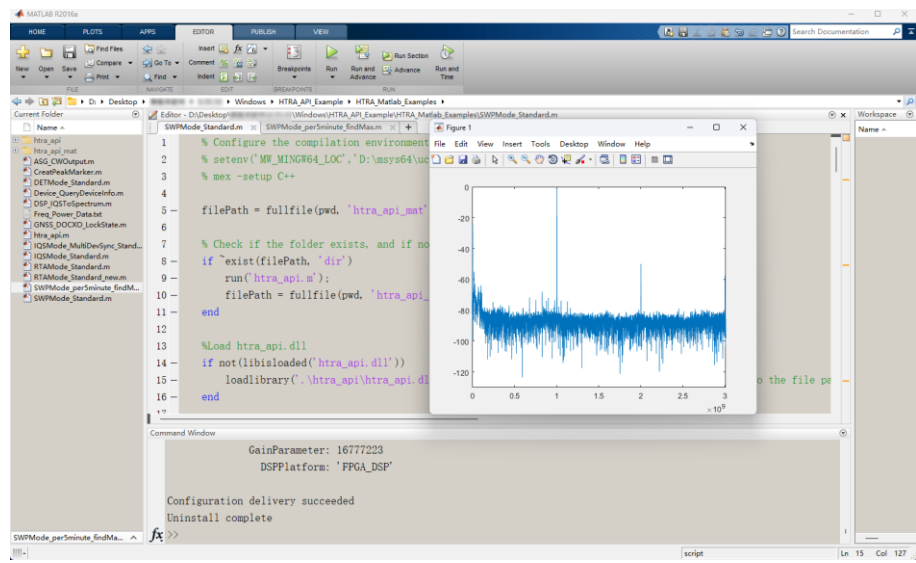 MATLAB R2016a
HOME PLOTS APPS EDITOR PUBLISH VIEW Search Documentation
Find Files Insert fx
New Open Save Compare Go To Comment Breakpoints Run Run and Advance Run Section Advance Run and Time
Print Find Indent
FILE NAVIGATE EDIT BREAKPOINTS RUN
D: Desktop Windows HTRA_API_Example HTRA_Matlab_Examples
Current Folder
Name
htra_api
htra_api_mat
ASG_CWOutput.m
CreatPeakMarker.m
DETMode_Standard.m
Device_QueryDeviceInfo.m
DSP_IQSToSpectrum.m
Freq_Power_Data.txt
GNSS_DOCXO_LockState.m
htra_api.m
IQSMode_MultiDevSync_Stand...
IQSMode_Standard.m
RTAMode_Standard.m
RTAMode_Standard_new.m
SWPMode_per5minute_findM...
SWPMode_Standard.m
SWPMode_per5minute_findMa...
Editor - D:\Desktop\ \Windows\HTRA_API_Example\HTRA_Matlab_Examples\SWPMode_Standard.m
SWPMode_Standard.m SWPMode_per5minute_findMax.m +
1 % Configure the compilation environment
2 % setenv('MW_MINGW64_LOC','D:\msys64\uc
3 % mex -setup C++
4
5 filePath = fullfile(pwd, 'htra_api_mat'
6
7 % Check if the folder exists, and if no
8 if ~exist(filePath, 'dir')
9 run('htra_api.m');
10 filePath = fullfile(pwd, 'htra_api_
11 end
12
13 %Load htra_api.dll
14 if not(libisloaded('htra_api.dll'))
15 loadlibrary('.\htra_api\htra_api.dl o the file pa
16 end
17
Figure 1
File Edit View Insert Tools Desktop Window Help
0
-20
-40
-60
-80
-100
-120
0 0.5 1 1.5 2 2.5 3
×10⁹
Workspace
Name
Command Window
GainParameter: 16777223
DSPPlatform: 'FPGA_DSP'
Configuration delivery succeeded
Uninstall complete
fx >>
script Ln 15 Col 127